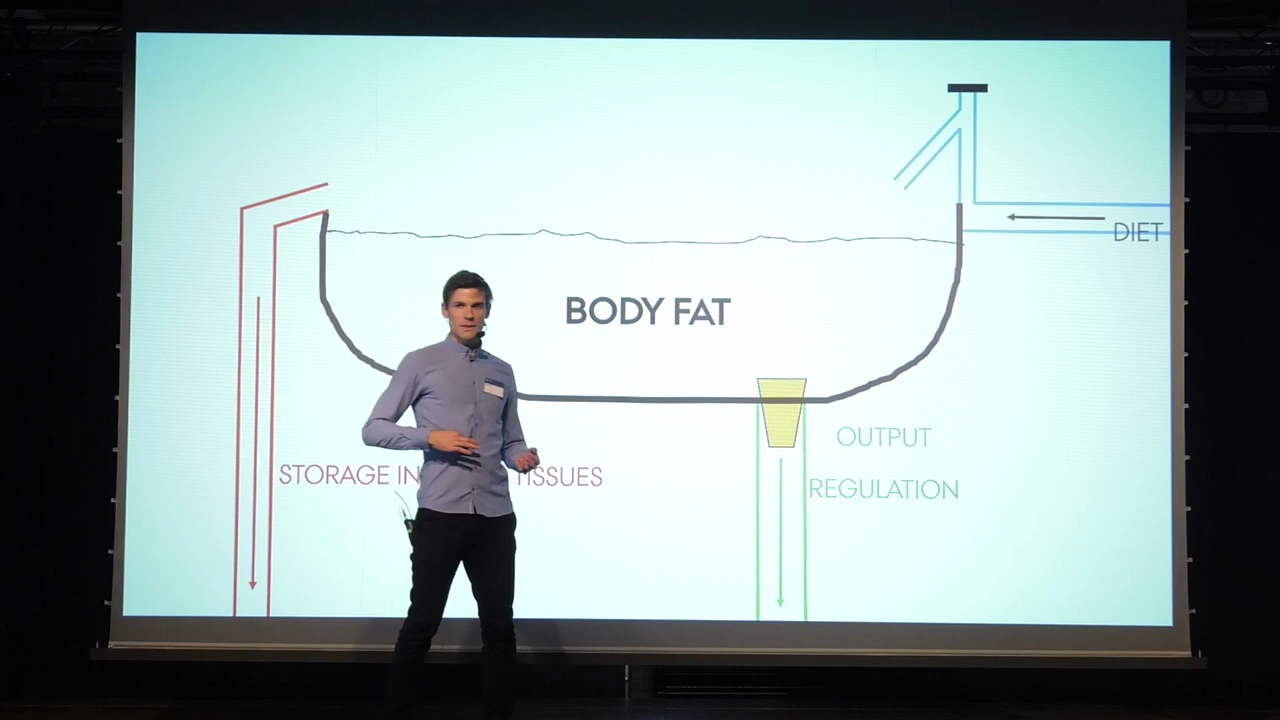 DIET
BODY FAT
OUTPUT
STORAGE IN TISSUES
REGULATION